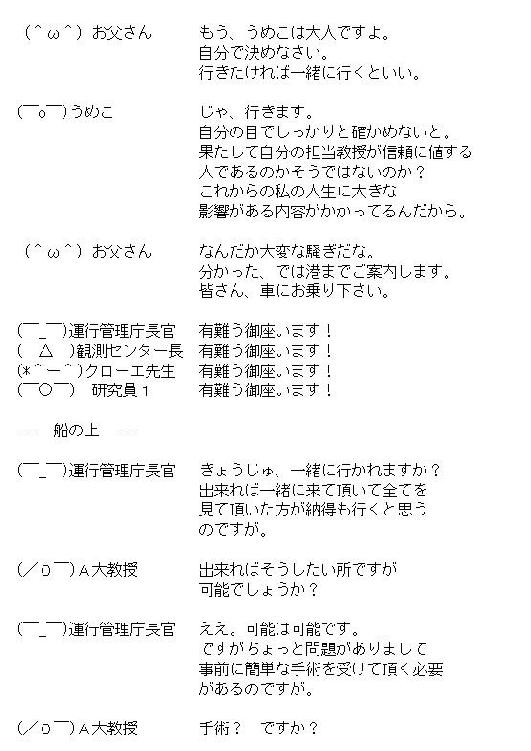 （＾ω＾）お父さん　もう、うめこは大人ですよ。
自分で決めなさい。
行きたければ一緒に行くといい。
(￣o￣)うめこ　じゃ、行きます。
自分の目でしっかりと確かめないと。
果たして自分の担当教授が信頼に値する
人であるのかそうではないのか？
これからの私の人生に大きな
影響がある内容がかかってるんだから。
（＾ω＾）お父さん　なんだか大変な騒ぎだな。
分かった、では港までご案内します。
皆さん、車にお乗り下さい。
(￣_￣)運行管理庁長官　有難う御座います！
(　△　)観測センター長　有難う御座います！
(*＾ー＾)クローエ先生　有難う御座います！
(￣○￣)　研究員１　有難う御座います！
船の上
(￣_￣)運行管理庁長官　きょうじゅ、一緒に行かれますか？
出来れば一緒に来て頂いて全てを
見て頂いた方が納得も行くと思う
のですが。
(／０￣)Ａ大教授　出来ればそうしたい所ですが
可能でしょうか？
(￣_￣)運行管理庁長官　ええ。可能は可能です。
ですがちょっと問題がありまして
事前に簡単な手術を受けて頂く必要
があるのですが。
(／０￣)Ａ大教授　手術？　ですか？